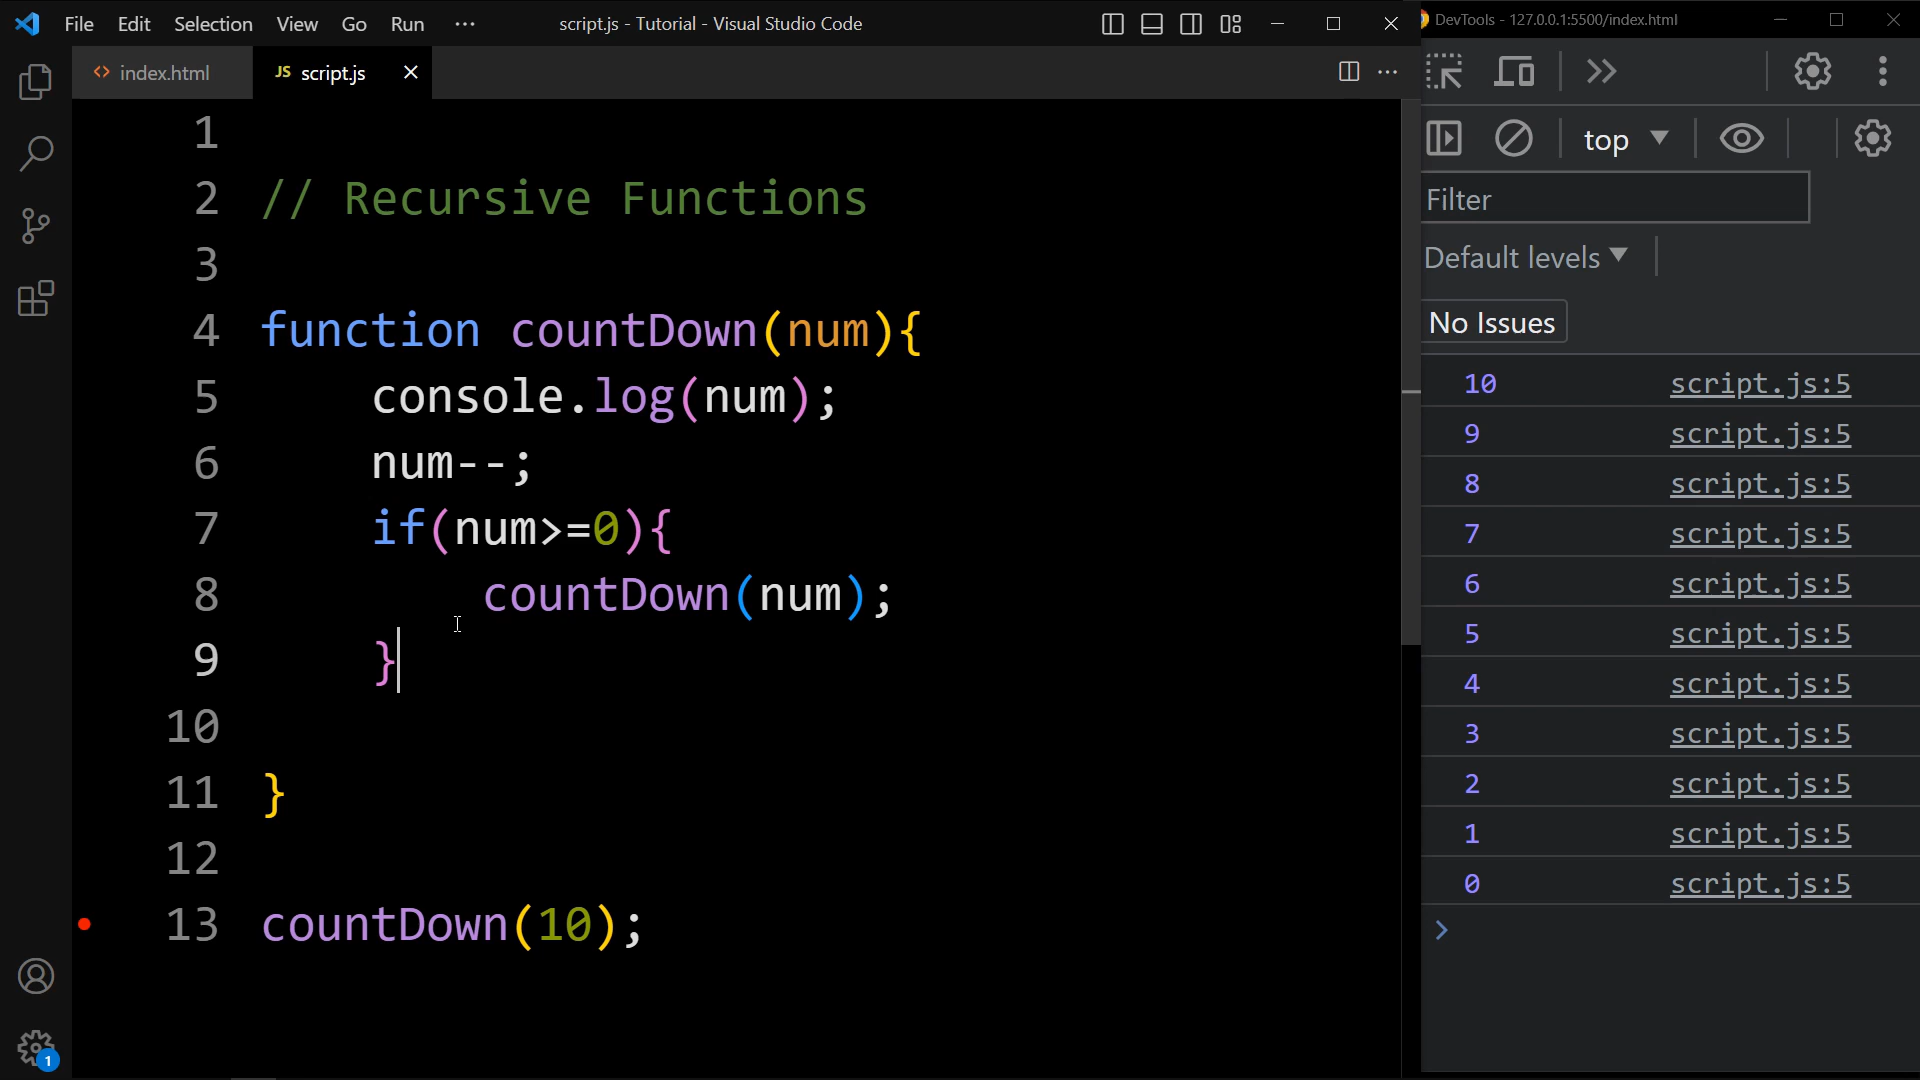 File Edit Selection View Go Run ··· script.js - Tutorial - Visual Studio Code
DevTools - 127.0.0.1:5500/index.html
<> index.html JS script.js
top
Filter
Default levels
No Issues
1
2 // Recursive Functions
3
4 function countDown(num){
5 console.log(num);
6 num--;
7 if(num>=0){
8 countDown(num);
9 }
10
11 }
12
13 countDown(10);
10 script.js:5
9 script.js:5
8 script.js:5
7 script.js:5
6 script.js:5
5 script.js:5
4 script.js:5
3 script.js:5
2 script.js:5
1 script.js:5
0 script.js:5
>
1